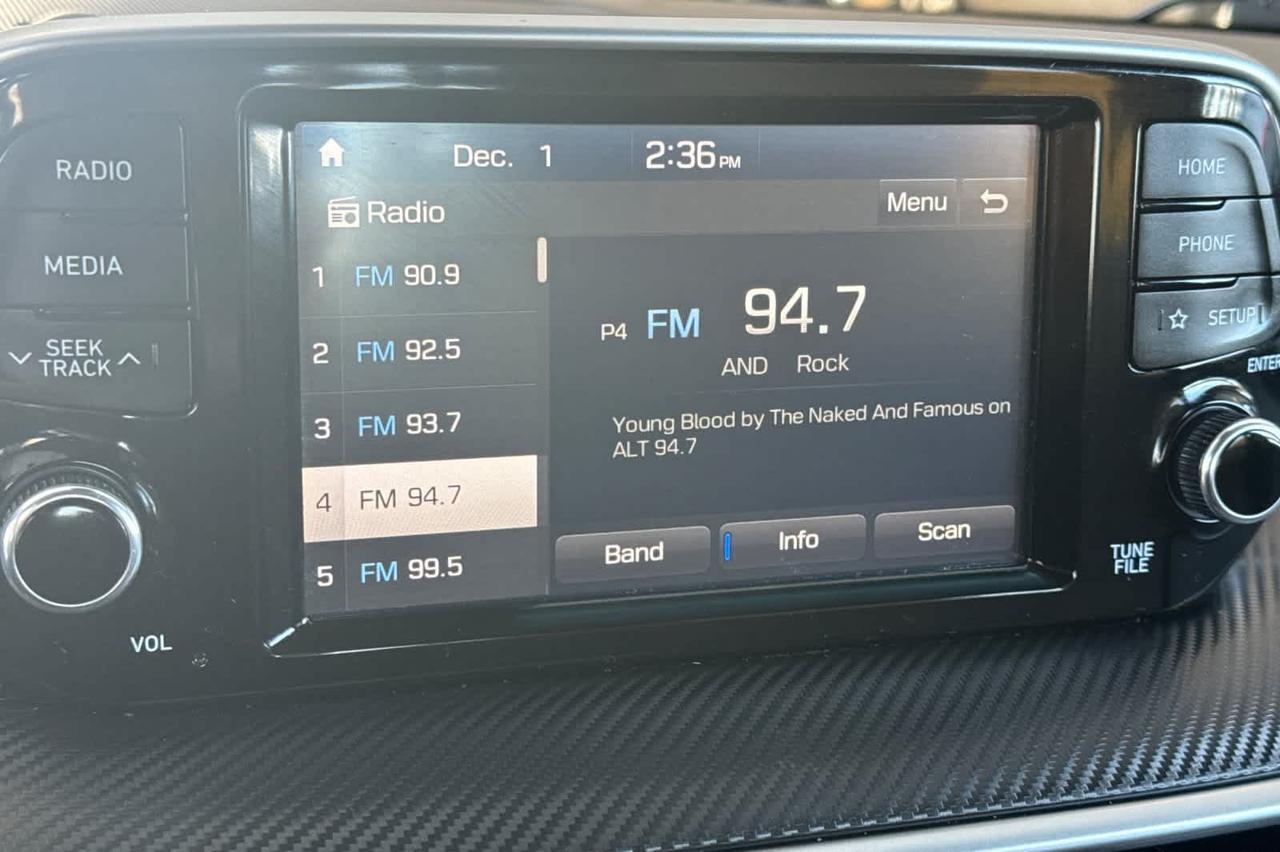 RADIO
MEDIA
SEEK
TRACK
VOL
Dec. 1 2:36 PM
Radio
Menu
1 FM 90.9
2 FM 92.5
3 FM 93.7
4 FM 94.7
5 FM 99.5
P4 FM 94.7
AND Rock
Young Blood by The Naked And Famous on
ALT 94.7
Band Info Scan
HOME
PHONE
SETUP
ENTER
TUNE
FILE